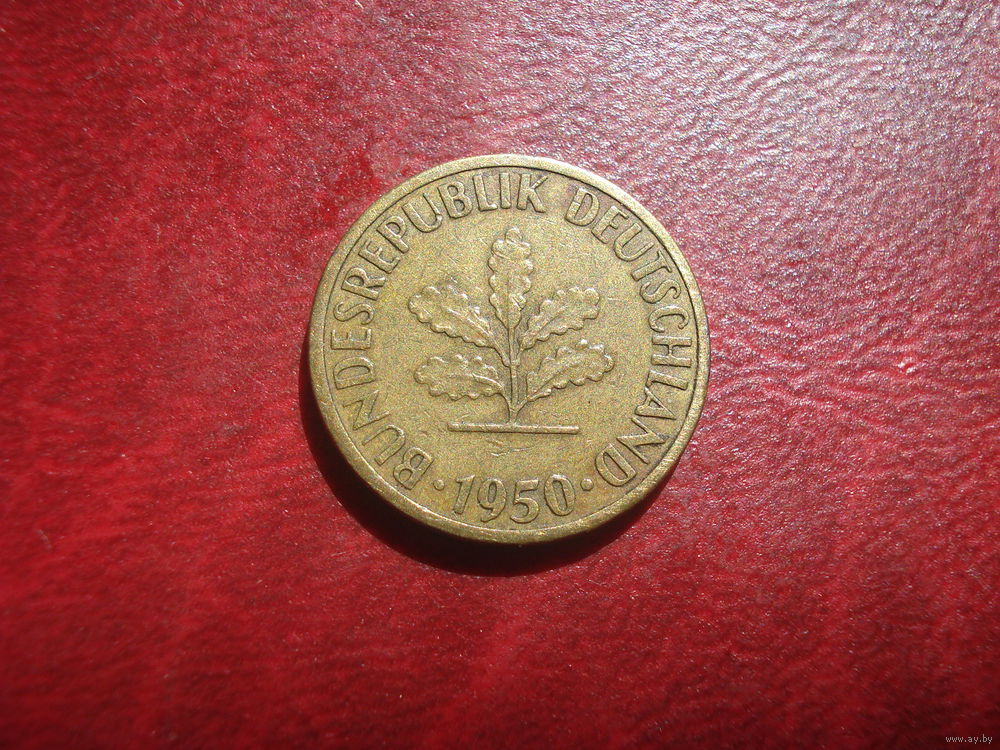 BUNDESREPUBLIK DEUTSCHLAND
· 1950 ·
www.ay.by